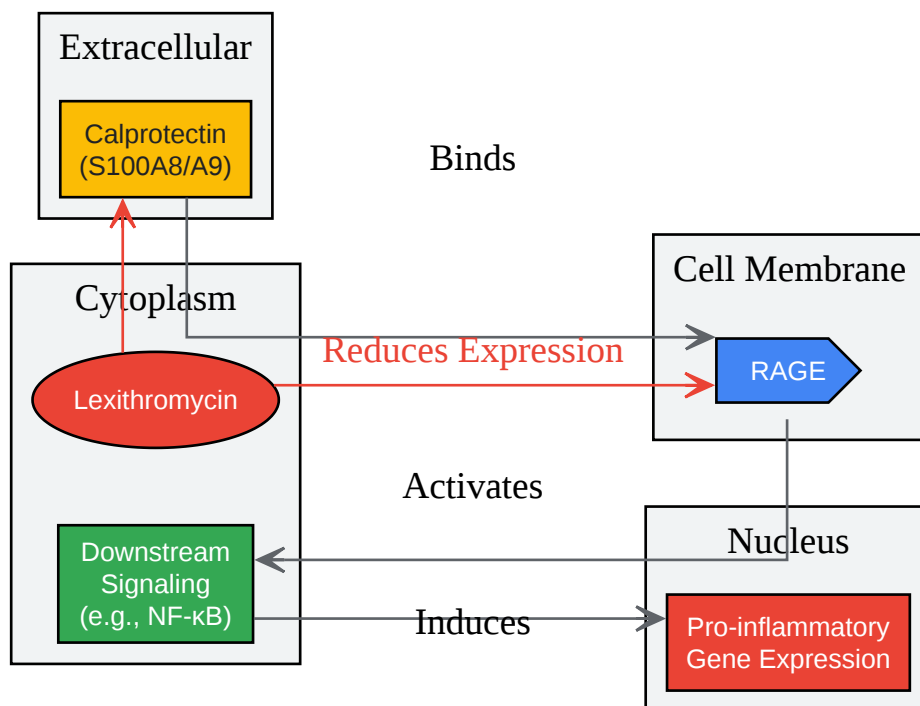 Extracellular
Calprotectin
(S100A8/A9)
Binds
Cell Membrane
Cytoplasm
Reduces Expression
RAGE
Lexithromycin
Activates
Nucleus
Downstream
Signaling
(e.g., NF-κB)
Induces
Pro-inflammatory
Gene Expression